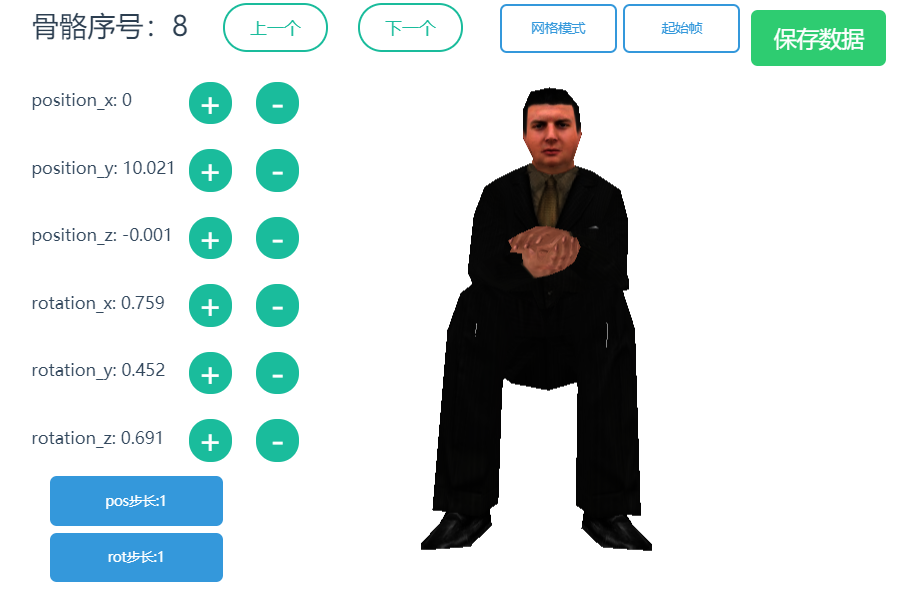 骨骼序号：8 上一个 下一个 网格模式 起始帧 保存数据
position_x: 0 + -
position_y: 10.021 + -
position_z: -0.001 + -
rotation_x: 0.759 + -
rotation_y: 0.452 + -
rotation_z: 0.691 + -
pos步长:1
rot步长:1